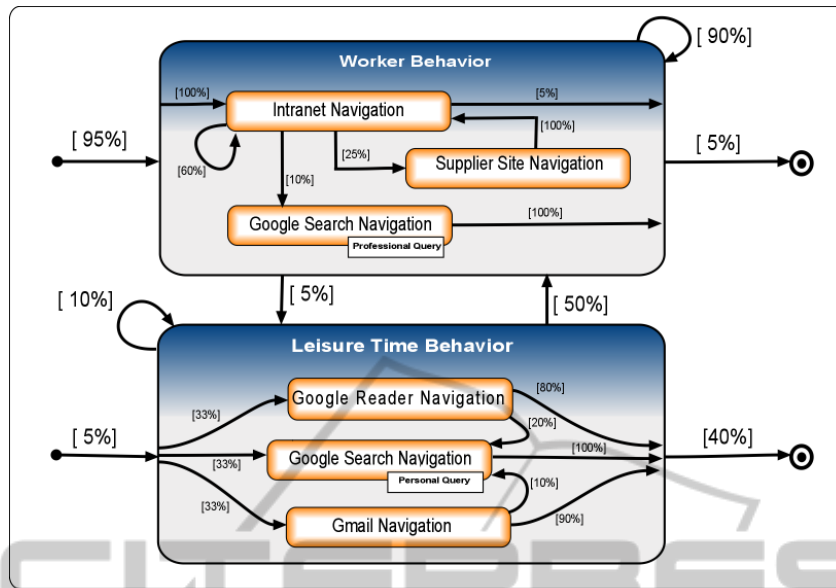 [ 90%]
Worker Behavior
[100%]
Intranet Navigation
[5%]
[ 95%]
[60%]
[25%]
[100%]
Supplier Site Navigation
[ 5%]
[10%]
Google Search Navigation
[100%]
Professional Query
[ 10%]
[ 5%]
[ 50%]
Leisure Time Behavior
[33%]
Google Reader Navigation
[80%]
[20%]
[ 5%]
[33%]
Google Search Navigation
[100%]
[40%]
Personal Query
[10%]
[33%]
Gmail Navigation
[90%]